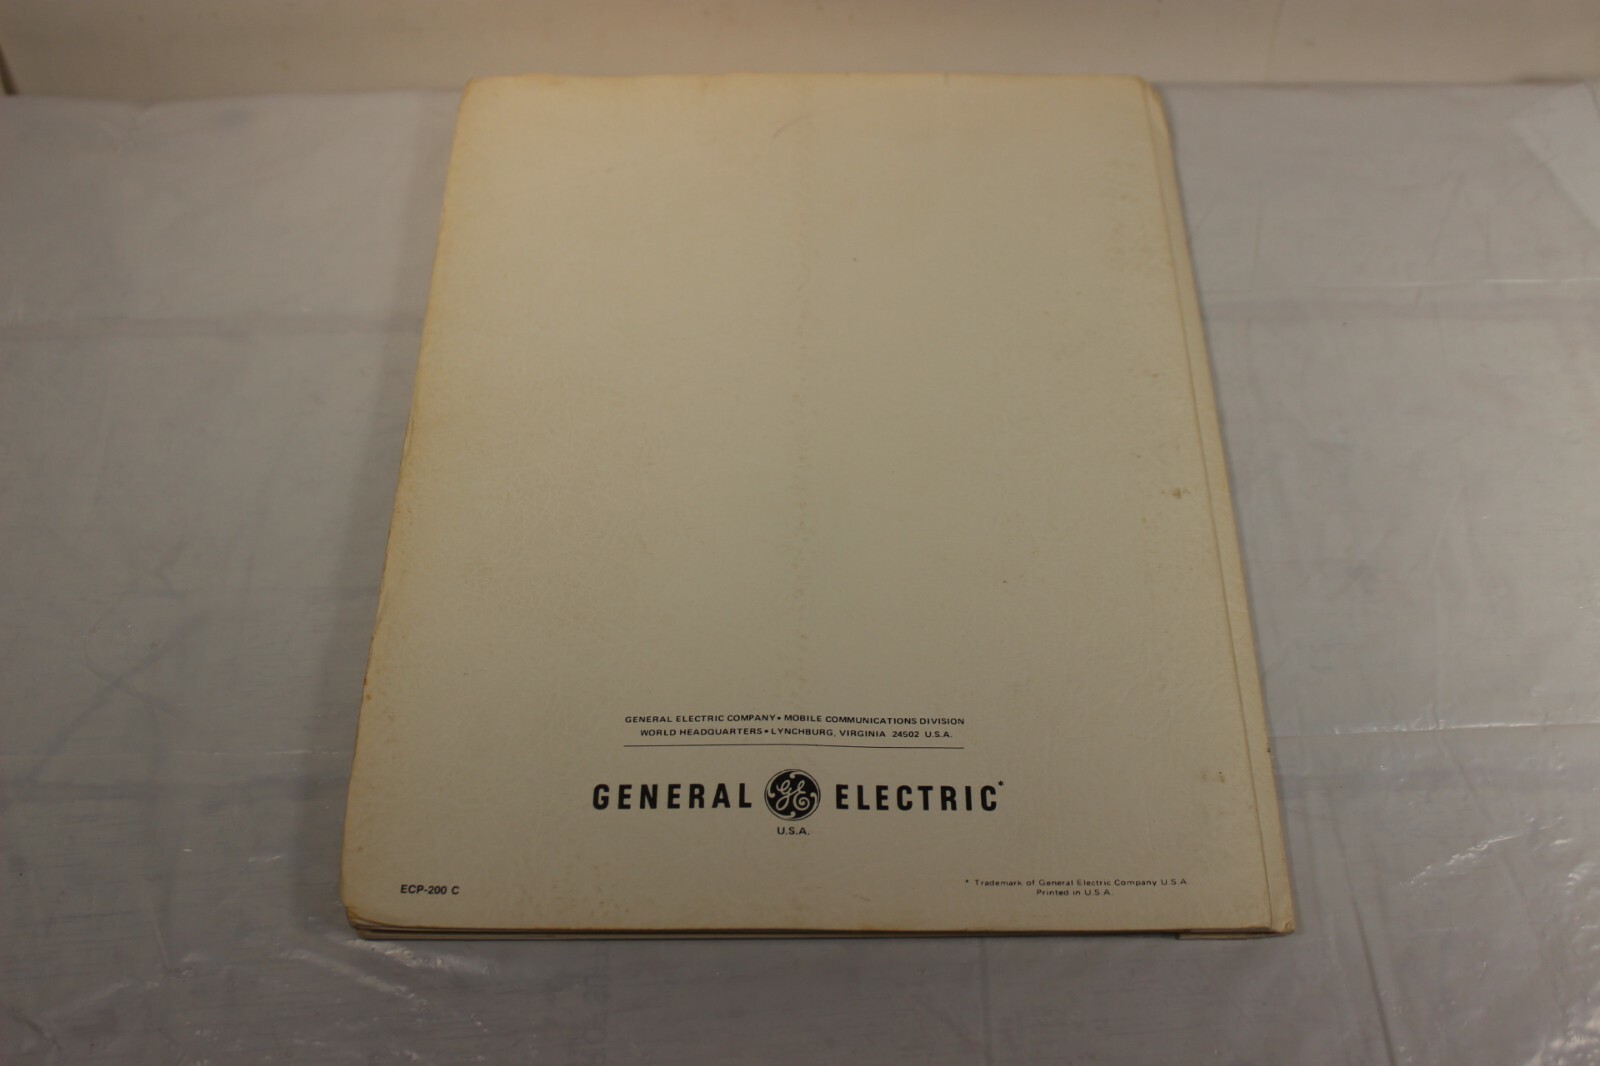 GENERAL ELECTRIC COMPANY • MOBILE COMMUNICATIONS DIVISION
WORLD HEADQUARTERS • LYNCHBURG, VIRGINIA 24502 U.S.A.
GENERAL GE ELECTRIC*
U.S.A.
ECP-200 C
* Trademark of General Electric Company U.S.A.
Printed in U.S.A.